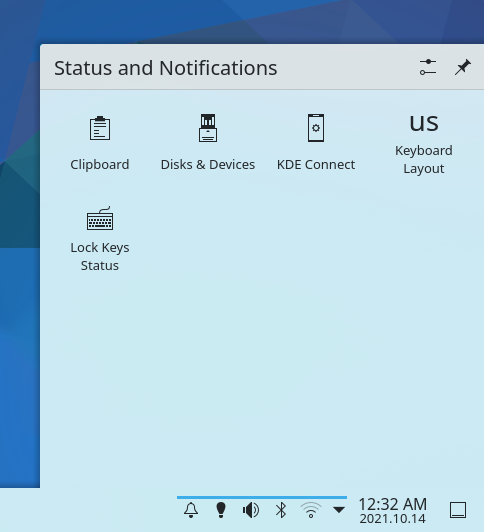 Status and Notifications
Clipboard
Disks & Devices
KDE Connect
us
Keyboard
Layout
Lock Keys
Status
12:32 AM
2021.10.14